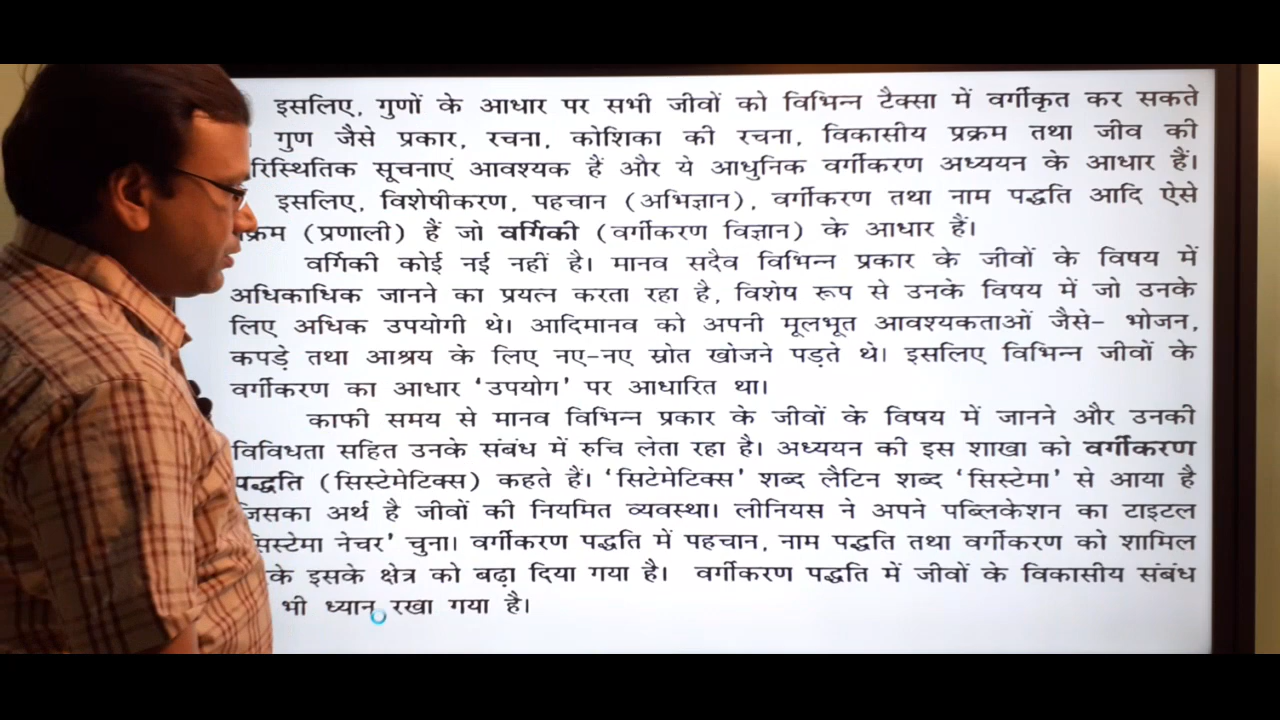 इसलिए, गुणों के आधार पर सभी जीवों को विभिन्न टैक्सा में वर्गीकृत कर सकते
गुण जैसे प्रकार, रचना, कोशिका की रचना, विकासीय प्रक्रम तथा जीव की
रिस्थितिक सूचनाएं आवश्यक हैं और ये आधुनिक वर्गीकरण अध्ययन के आधार हैं।
इसलिए, विशेषीकरण, पहचान (अभिज्ञान), वर्गीकरण तथा नाम पद्धति आदि ऐसे
क्रम (प्रणाली) हैं जो वर्गिकी (वर्गीकरण विज्ञान) के आधार हैं।
वर्गिकी कोई नई नहीं है। मानव सदैव विभिन्न प्रकार के जीवों के विषय में
अधिकाधिक जानने का प्रयत्न करता रहा है, विशेष रूप से उनके विषय में जो उनके
लिए अधिक उपयोगी थे। आदिमानव को अपनी मूलभूत आवश्यकताओं जैसे– भोजन,
कपड़े तथा आश्रय के लिए नए-नए स्रोत खोजने पड़ते थे। इसलिए विभिन्न जीवों के
वर्गीकरण का आधार ‘उपयोग’ पर आधारित था।
काफी समय से मानव विभिन्न प्रकार के जीवों के विषय में जानने और उनकी
विविधता सहित उनके संबंध में रुचि लेता रहा है। अध्ययन की इस शाखा को वर्गीकरण
पद्धति (सिस्टेमेटिक्स) कहते हैं। ‘सिटेमेटिक्स’ शब्द लैटिन शब्द ‘सिस्टेमा’ से आया है
जिसका अर्थ है जीवों की नियमित व्यवस्था। लीनियस ने अपने पब्लिकेशन का टाइटल
सिस्टेमा नेचर’ चुना। वर्गीकरण पद्धति में पहचान, नाम पद्धति तथा वर्गीकरण को शामिल
के इसके क्षेत्र को बढ़ा दिया गया है। वर्गीकरण पद्धति में जीवों के विकासीय संबंध
भी ध्यान रखा गया है।